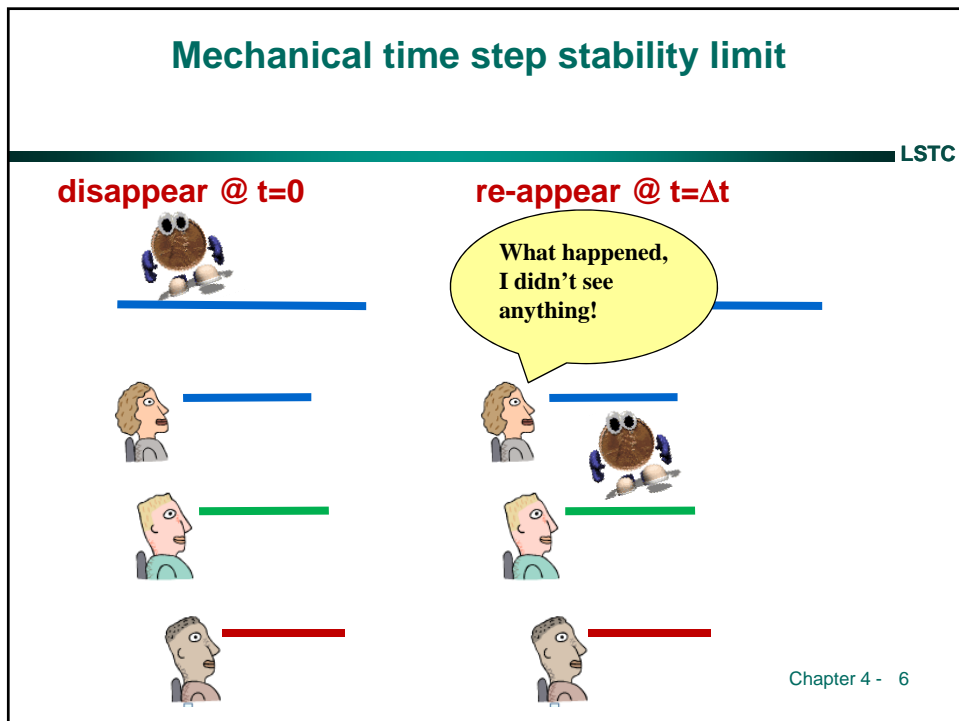 Mechanical time step stability limit
LSTC
disappear @ t=0
re-appear @ t=Δt
What happened,
I didn't see
anything!
Chapter 4 - 6